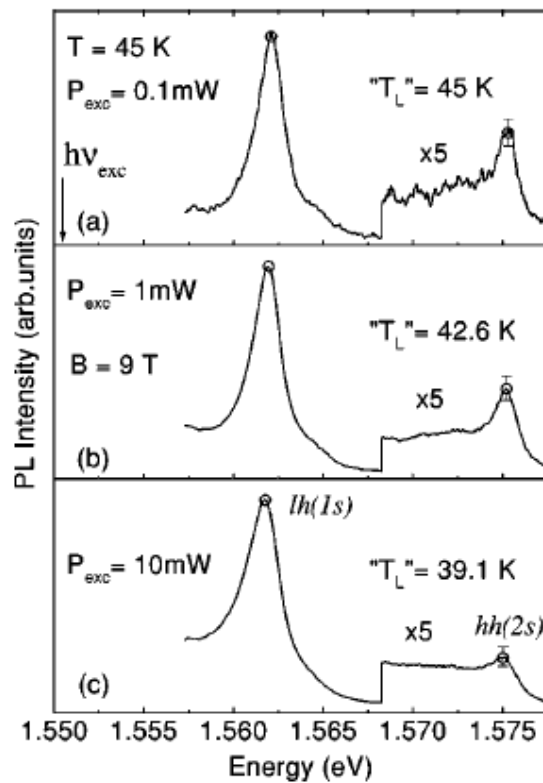 T = 45 K
P_exc = 0.1mW
"T_L"= 45 K
x5
hν_exc
(a)
P_exc = 1mW
"T_L"= 42.6 K
B = 9 T
x5
(b)
lh(1s)
P_exc = 10mW
"T_L"= 39.1 K
x5
hh(2s)
(c)
PL Intensity (arb.units)
1.550 1.555 1.560 1.565 1.570 1.575
Energy (eV)